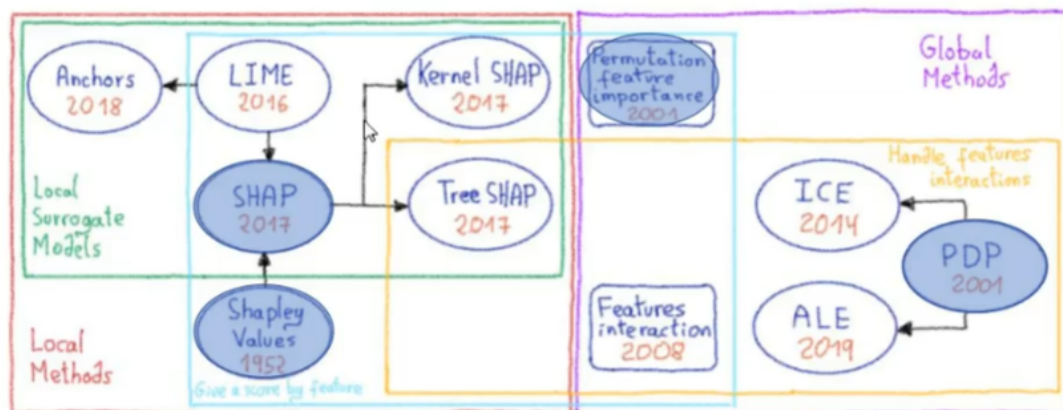 Anchors
2018
LIME
2016
Kernel SHAP
2017
Permutation
feature
importance
2001
Global
Methods
Local
Surrogate
Models
SHAP
2017
Tree SHAP
2017
Handle features
interactions
ICE
2014
PDP
2001
Local
Methods
Shapley
Values
1952
Give a score by feature
Features
interaction
2008
ALE
2019